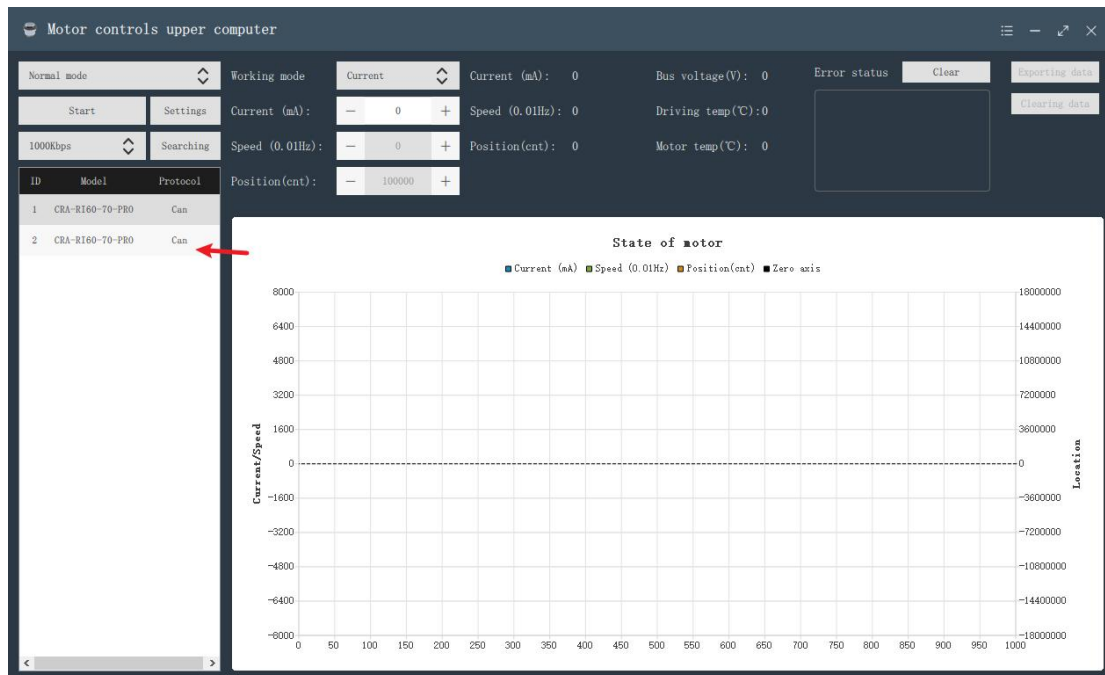 Motor controls upper computer
Normal mode
Working mode
Current
Current (mA): 0
Bus voltage(V): 0
Error status
Clear
Exporting data
Start
Settings
Current (mA):
— 0 +
Speed (0.01Hz): 0
Driving temp(℃):0
Clearing data
1000Kbps
Searching
Speed (0.01Hz):
— 0 +
Position(cnt): 0
Motor temp(℃): 0
Position(cnt):
— 100000 +
ID Model Protocol
1 CRA-RI60-70-PRO Can
2 CRA-RI60-70-PRO Can
State of motor
Current (mA) Speed (0.01Hz) Position(cnt) Zero axis
8000 18000000
6400 14400000
4800 10800000
3200 7200000
1600 3600000
0 0
-1600 -3600000
-3200 -7200000
-4800 -10800000
-6400 -14400000
-8000 -18000000
Current/Speed
Location
0 50 100 150 200 250 300 350 400 450 500 550 600 650 700 750 800 850 900 950 1000